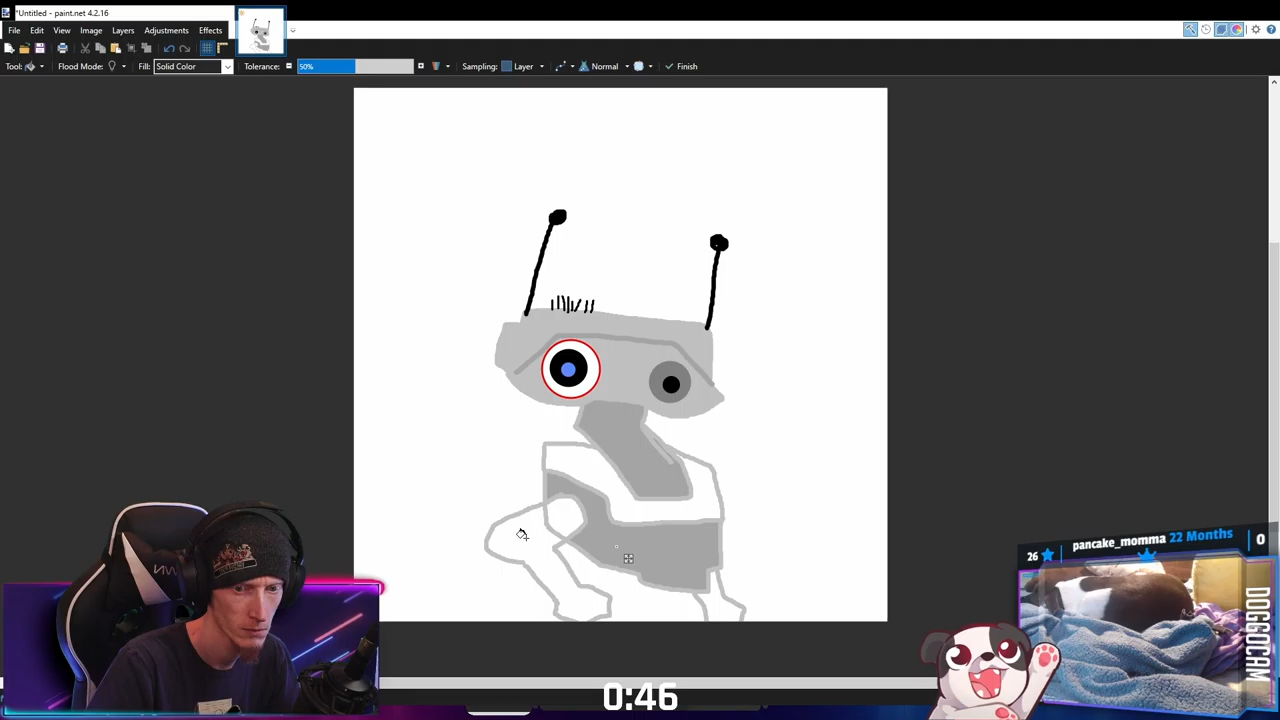 "Untitled - paint.net 4.2.16
File Edit View Image Layers Adjustments Effects
Tool: Flood Mode: Fill: Solid Color Tolerance: 50% Sampling: Layer Normal Finish
pancake_momma 22 Months
26
0
DOGGOCAM
0:46